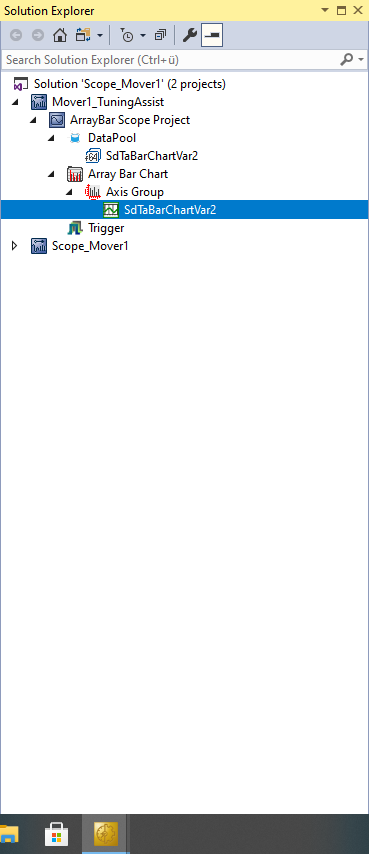 Solution Explorer
Search Solution Explorer (Ctrl+ü)
Solution 'Scope_Mover1' (2 projects)
Mover1_TuningAssist
ArrayBar Scope Project
DataPool
64
SdTaBarChartVar2
Array Bar Chart
Axis Group
SdTaBarChartVar2
Trigger
Scope_Mover1